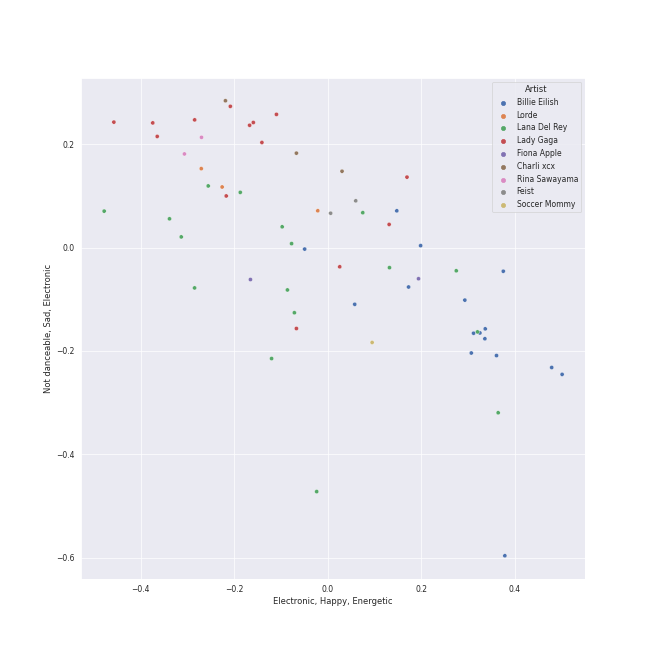 Artist
Billie Eilish
Lorde
Lana Del Rey
Lady Gaga
Fiona Apple
Charli xcx
Rina Sawayama
Feist
Soccer Mommy
Not danceable, Sad, Electronic
0.2
0.0
−0.2
−0.4
−0.6
−0.4 −0.2 0.0 0.2 0.4
Electronic, Happy, Energetic